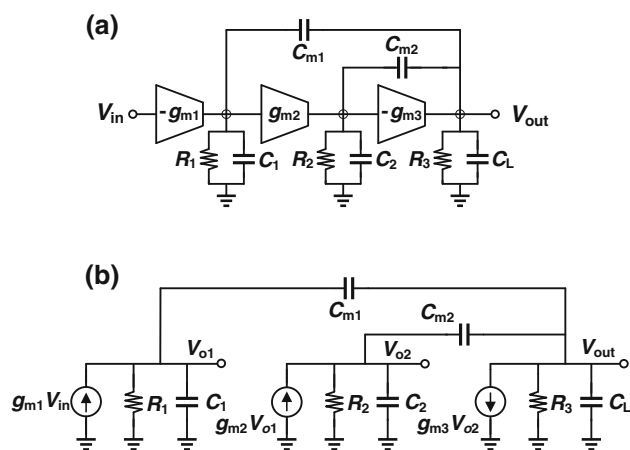 (a)
Cm1
Cm2
Vin
-gm1
gm2
-gm3
Vout
R1
C1
R2
C2
R3
CL
(b)
Cm1
Cm2
Vo1
Vo2
Vout
gm1Vin
R1
C1
gm2Vo1
R2
C2
gm3Vo2
R3
CL